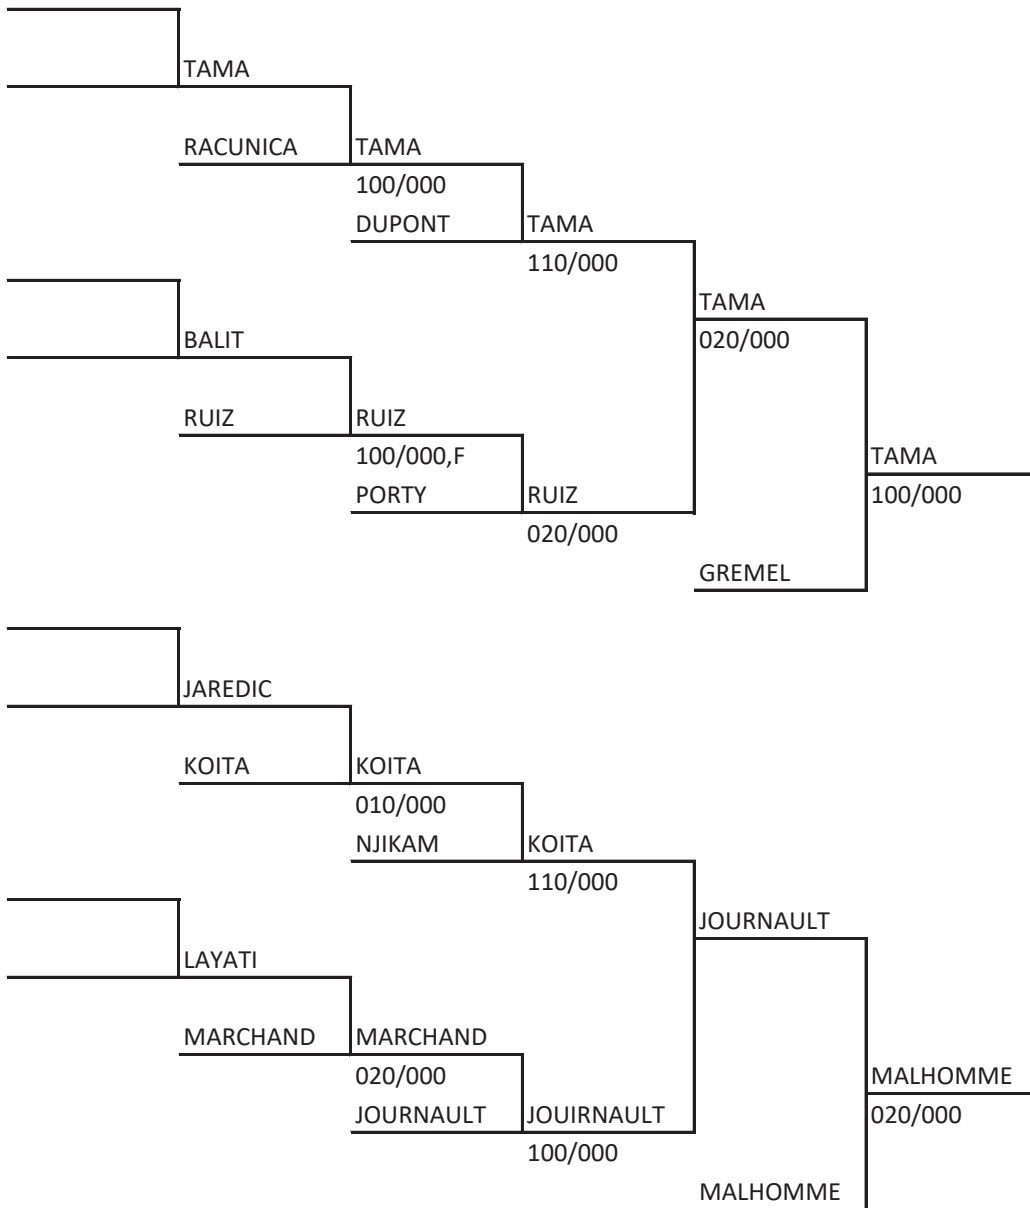 TAMA
RACUNICA TAMA
100/000
DUPONT TAMA
110/000
TAMA
BALIT 020/000
RUIZ RUIZ
100/000,F TAMA
PORTY RUIZ 100/000
020/000
GREMEL
JAREDIC
KOITA KOITA
010/000
NJIKAM KOITA
110/000
JOURNAULT
LAYATI
MARCHAND MARCHAND
020/000 MALHOMME
JOURNAULT JOUIRNAULT 020/000
100/000
MALHOMME